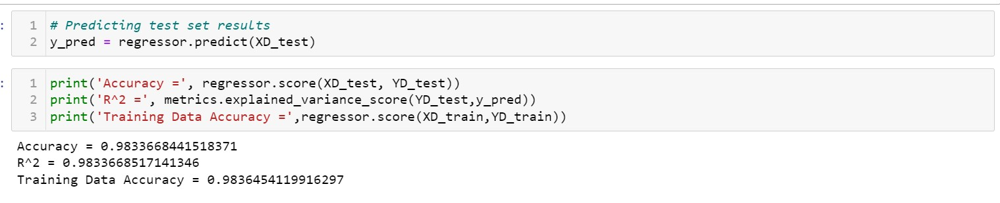 :
1 # Predicting test set results
2 y_pred = regressor.predict(XD_test)
:
1 print('Accuracy =', regressor.score(XD_test, YD_test))
2 print('R^2 =', metrics.explained_variance_score(YD_test,y_pred))
3 print('Training Data Accuracy =',regressor.score(XD_train,YD_train))
Accuracy = 0.9833668441518371
R^2 = 0.9833668517141346
Training Data Accuracy = 0.9836454119916297